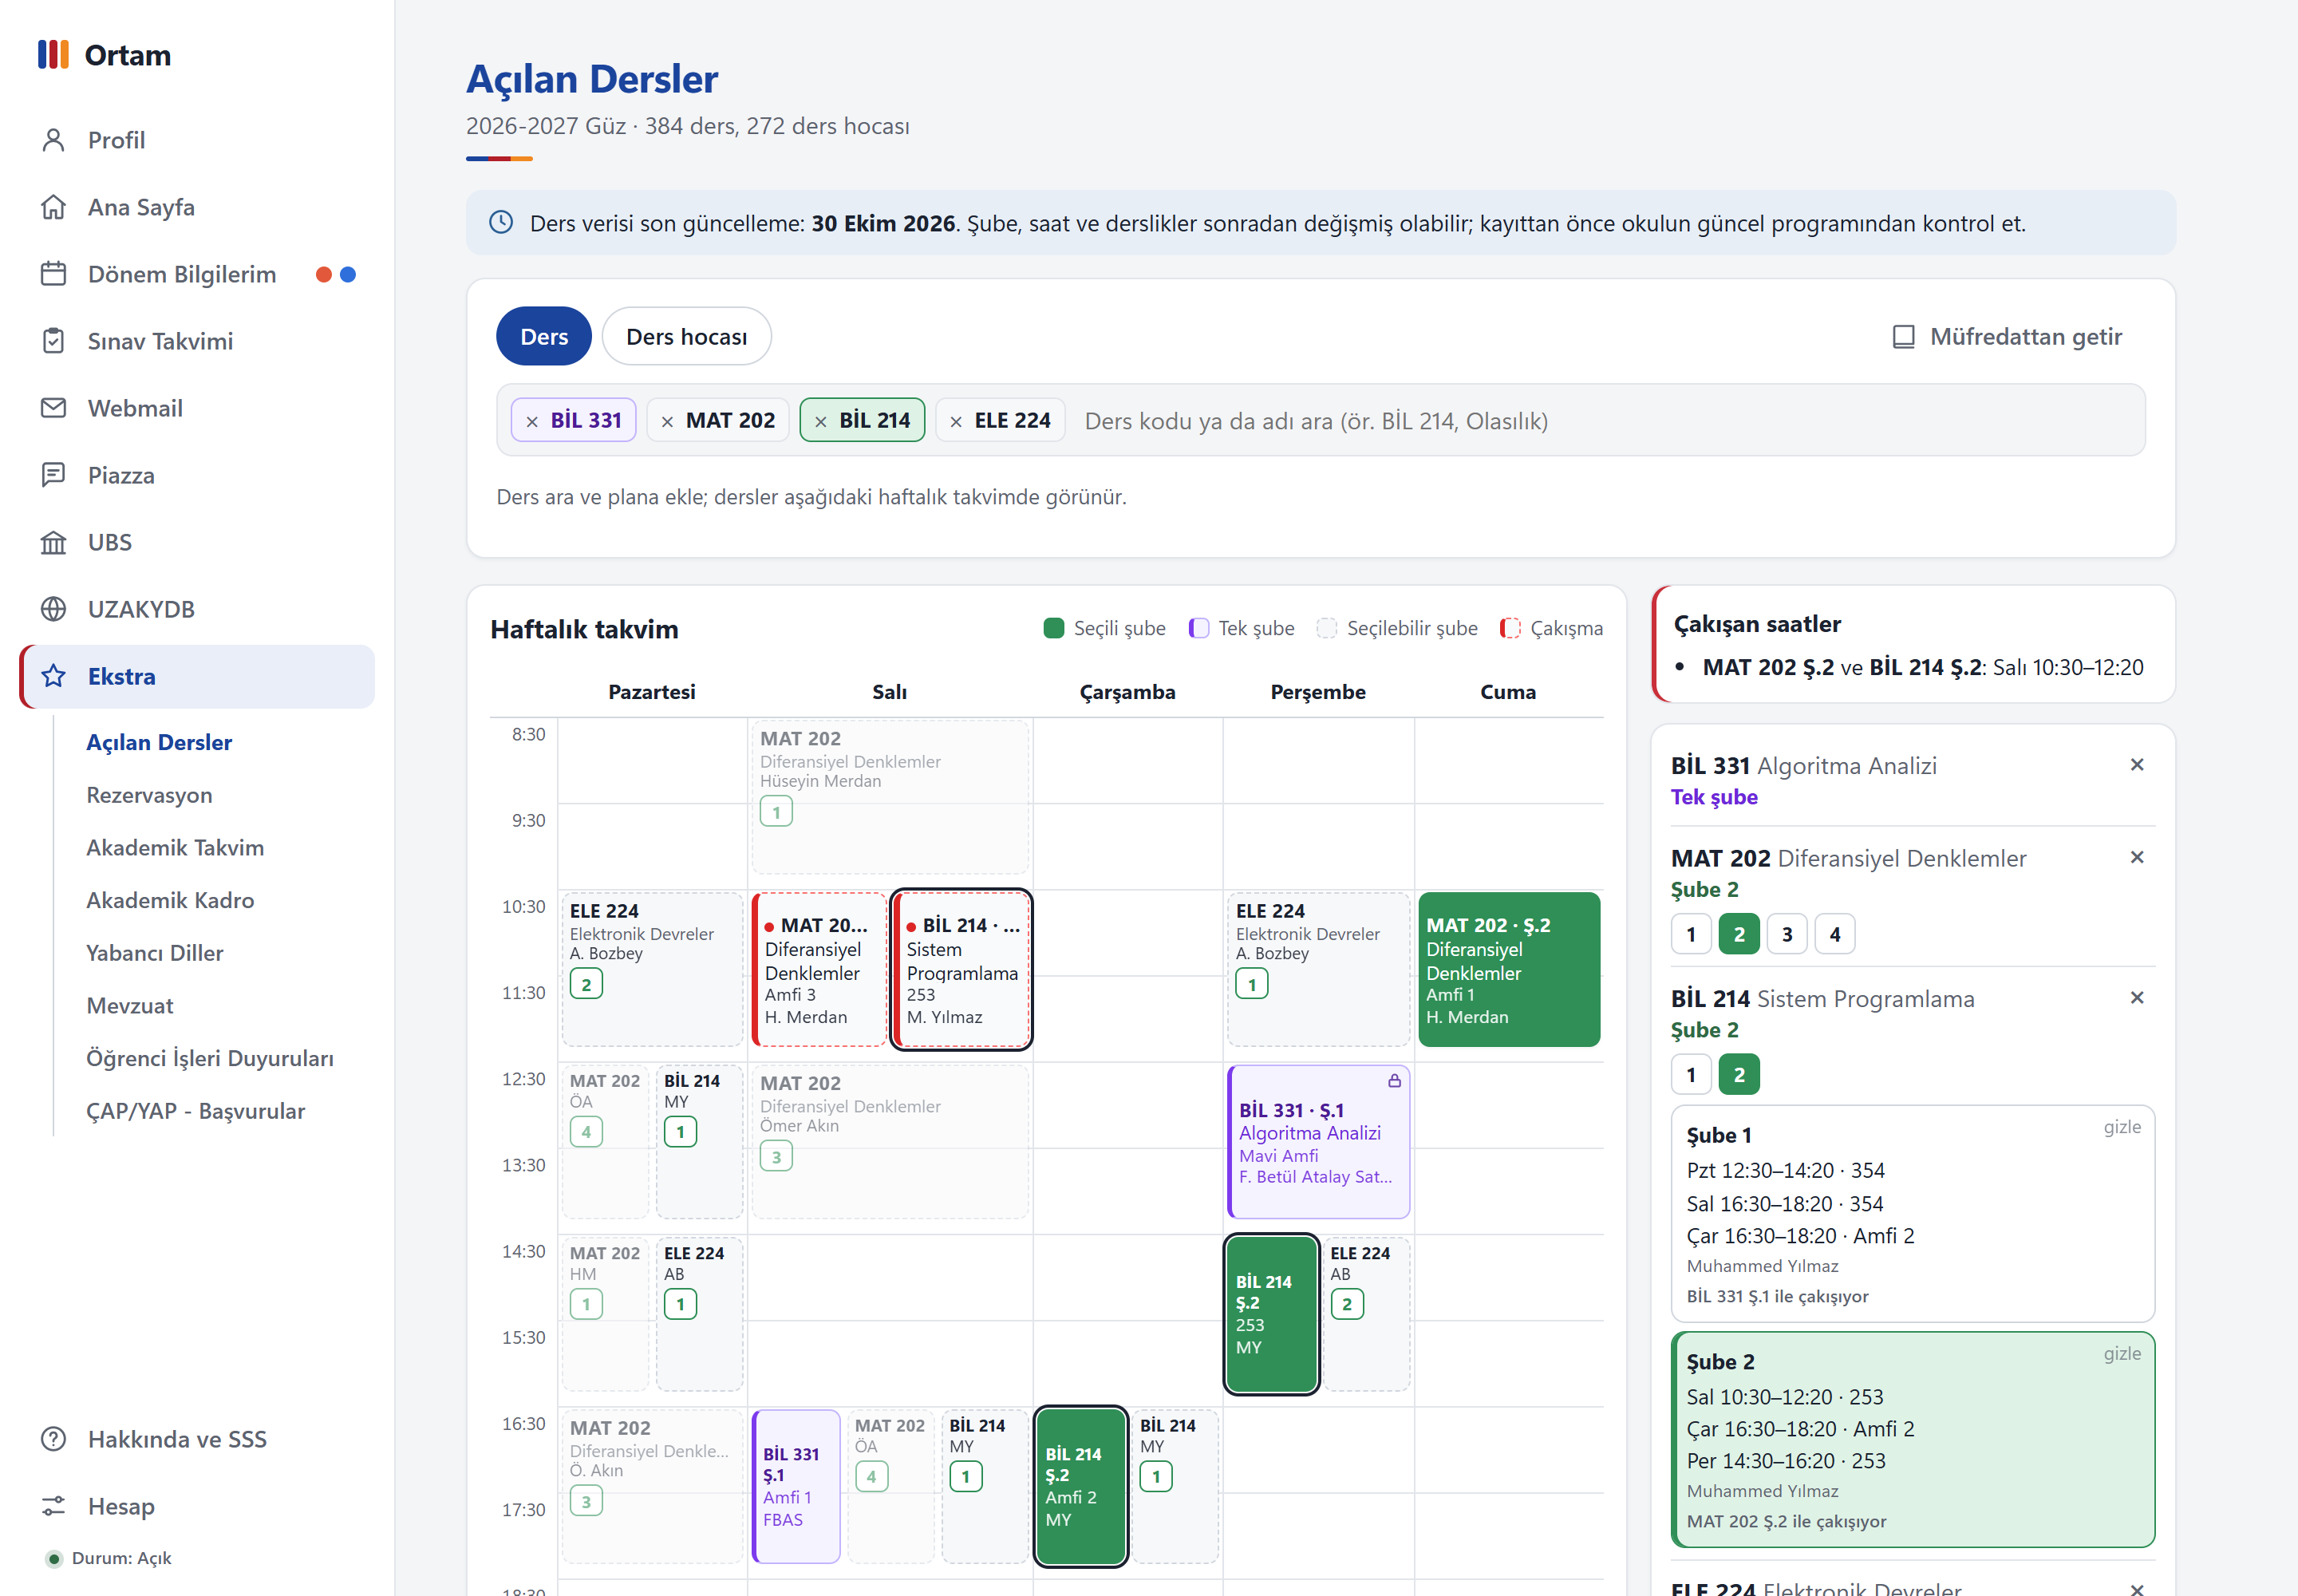 Ortam
Profil
Ana Sayfa
Dönem Bilgilerim
Sınav Takvimi
Webmail
Piazza
UBS
UZAKYDB
Ekstra
Açılan Dersler
Rezervasyon
Akademik Takvim
Akademik Kadro
Yabancı Diller
Mevzuat
Öğrenci İşleri Duyuruları
ÇAP/YAP - Başvurular
Hakkında ve SSS
Hesap
Durum: Açık
Açılan Dersler
2026-2027 Güz · 384 ders, 272 ders hocası
Ders verisi son güncelleme: 30 Ekim 2026. Şube, saat ve derslikler sonradan değişmiş olabilir; kayıttan önce okulun güncel programından kontrol et.
Ders
Ders hocası
Müfredattan getir
× BİL 331
× MAT 202
× BİL 214
× ELE 224
Ders kodu ya da adı ara (ör. BİL 214, Olasılık)
Ders ara ve plana ekle; dersler aşağıdaki haftalık takvimde görünür.
Haftalık takvim
Seçili şube
Tek şube
Seçilebilir şube
Çakışma
Pazartesi
Salı
Çarşamba
Perşembe
Cuma
8:30
MAT 202
Diferansiyel Denklemler
Hüseyin Merdan
1
9:30
10:30
ELE 224
Elektronik Devreler
A. Bozbey
2
MAT 20...
Diferansiyel
Denklemler
Amfi 3
H. Merdan
BİL 214 · ...
Sistem
Programlama
253
M. Yılmaz
ELE 224
Elektronik Devreler
A. Bozbey
1
MAT 202 · Ş.2
Diferansiyel
Denklemler
Amfi 1
H. Merdan
11:30
12:30
MAT 202
ÖA
4
BİL 214
MY
1
MAT 202
Diferansiyel Denklemler
Ömer Akın
3
BİL 331 · Ş.1
Algoritma Analizi
Mavi Amfi
F. Betül Atalay Sat...
13:30
14:30
MAT 202
HM
1
ELE 224
AB
1
BİL 214
Ş.2
253
MY
ELE 224
AB
2
15:30
16:30
MAT 202
Diferansiyel Denkle...
Ö. Akın
3
BİL 331
Ş.1
Amfi 1
FBAS
MAT 202
ÖA
4
BİL 214
MY
1
BİL 214
Ş.2
Amfi 2
MY
BİL 214
MY
1
17:30
18:30
Çakışan saatler
• MAT 202 Ş.2 ve BİL 214 Ş.2: Salı 10:30–12:20
BİL 331 Algoritma Analizi ×
Tek şube
MAT 202 Diferansiyel Denklemler ×
Şube 2
1 2 3 4
BİL 214 Sistem Programlama ×
Şube 2
1 2
Şube 1 gizle
Pzt 12:30–14:20 · 354
Sal 16:30–18:20 · 354
Çar 16:30–18:20 · Amfi 2
Muhammed Yılmaz
BİL 331 Ş.1 ile çakışıyor
Şube 2 gizle
Sal 10:30–12:20 · 253
Çar 16:30–18:20 · Amfi 2
Per 14:30–16:20 · 253
Muhammed Yılmaz
MAT 202 Ş.2 ile çakışıyor
ELE 224 Elektronik Devreler ×